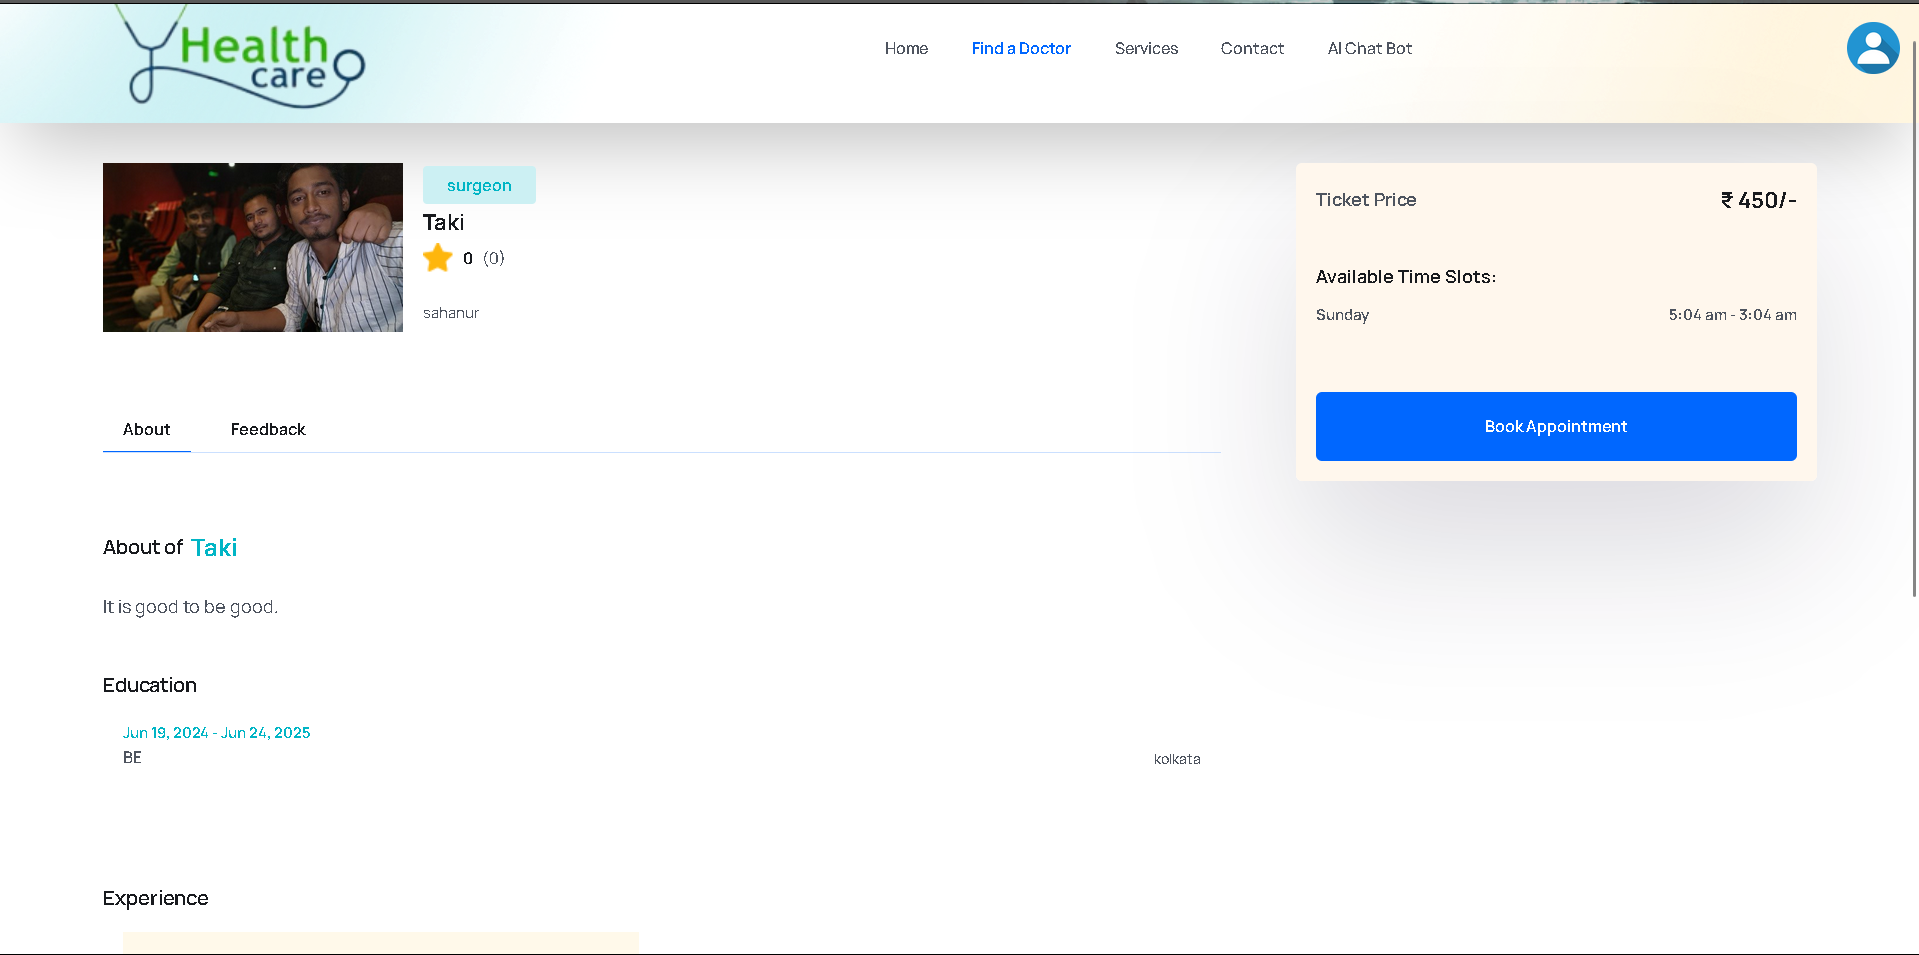 Health
care
Home
Find a Doctor
Services
Contact
AI Chat Bot
surgeon
Taki
0 (0)
sahanur
Ticket Price
₹ 450/-
Available Time Slots:
Sunday
5:04 am - 3:04 am
Book Appointment
About
Feedback
About of Taki
It is good to be good.
Education
Jun 19, 2024 - Jun 24, 2025
BE
kolkata
Experience